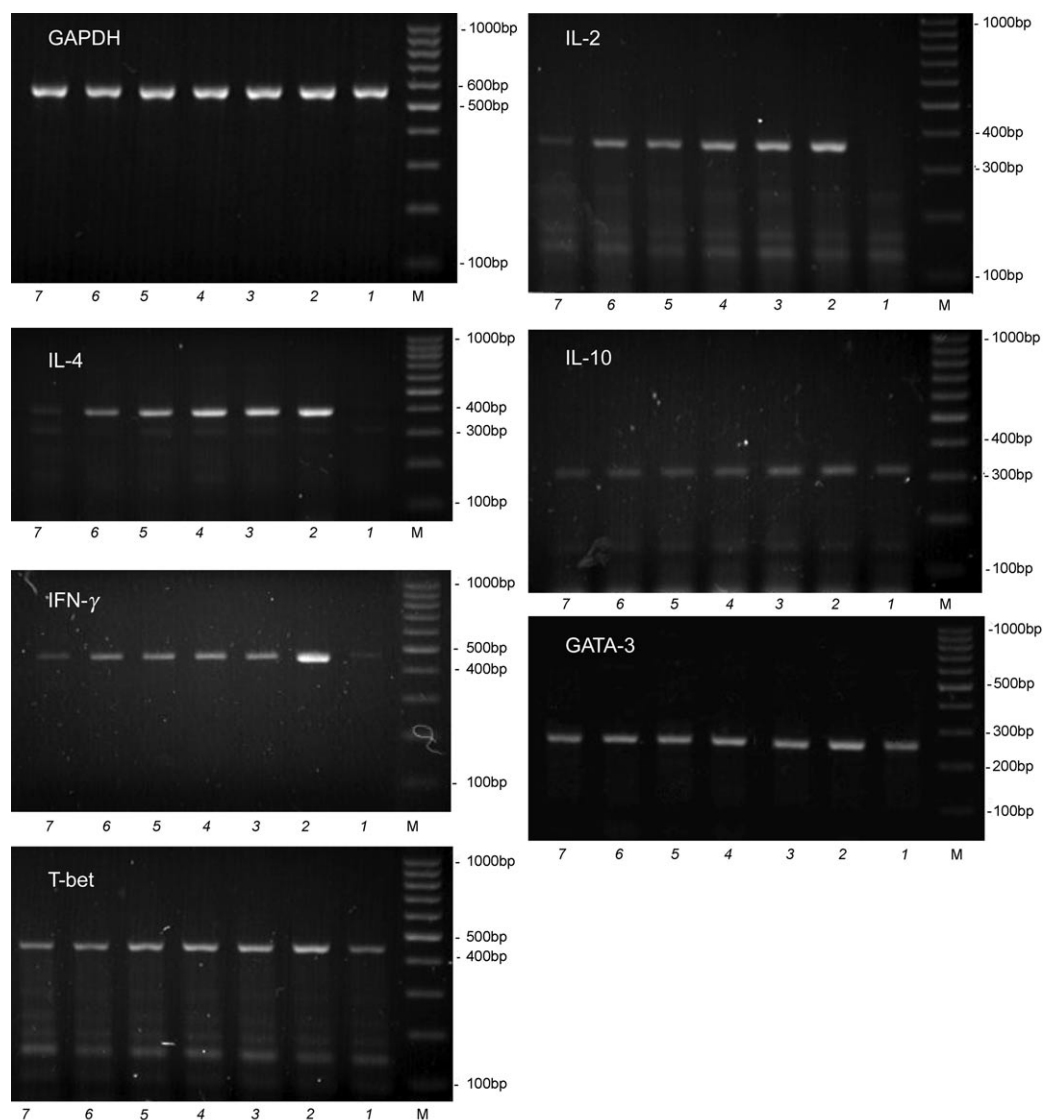 GAPDH
- 1000bp
- 600bp
- 500bp
- 100bp
7 6 5 4 3 2 1 M
IL-2
- 1000bp
- 400bp
- 300bp
- 100bp
7 6 5 4 3 2 1 M
IL-4
- 1000bp
- 400bp
- 300bp
- 100bp
7 6 5 4 3 2 1 M
IL-10
- 1000bp
- 400bp
- 300bp
- 100bp
7 6 5 4 3 2 1 M
IFN-γ
- 1000bp
- 500bp
- 400bp
- 100bp
7 6 5 4 3 2 1 M
GATA-3
- 1000bp
- 500bp
- 300bp
- 200bp
- 100bp
7 6 5 4 3 2 1 M
T-bet
- 1000bp
- 500bp
- 400bp
- 100bp
7 6 5 4 3 2 1 M